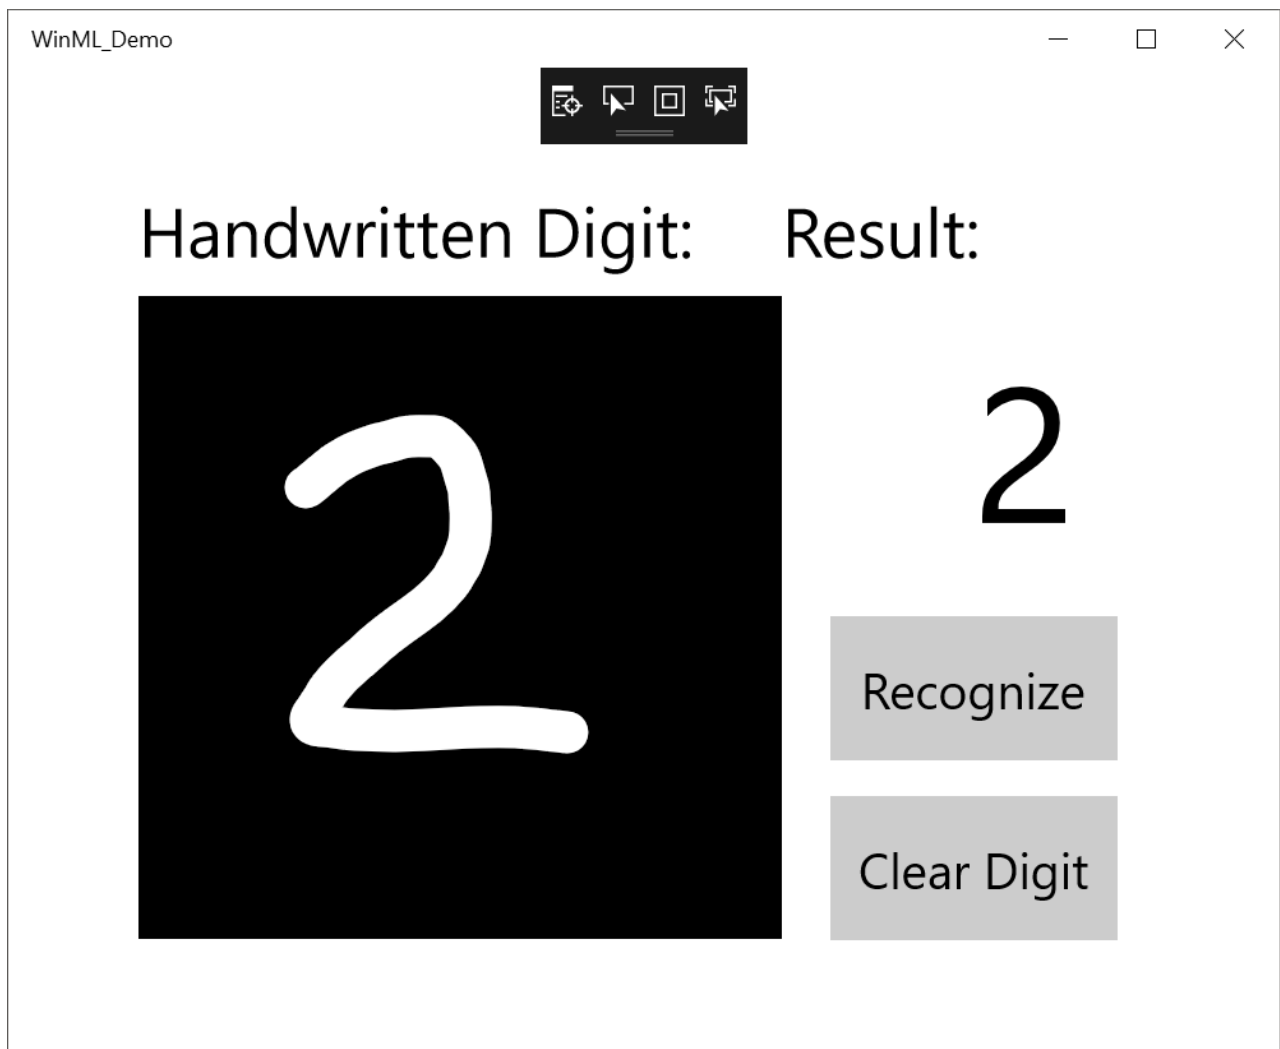 WinML_Demo
Handwritten Digit: Result:
2 2
Recognize
Clear Digit